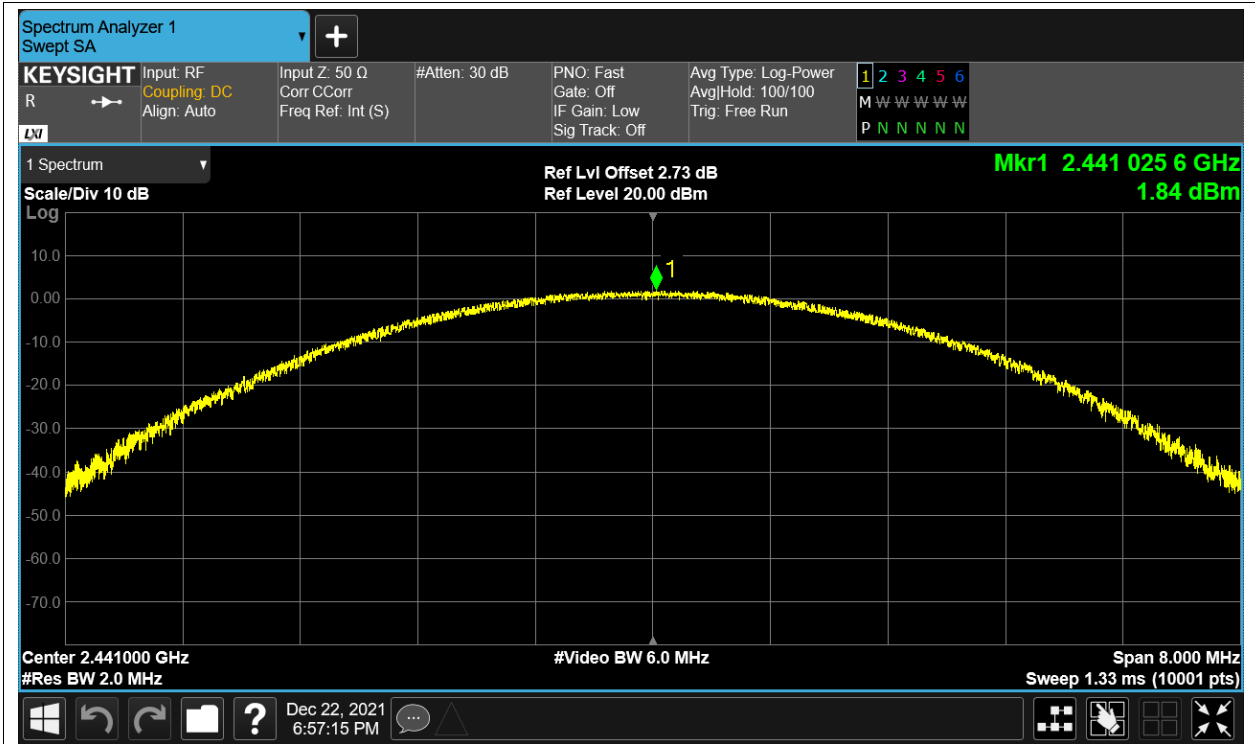 Spectrum Analyzer 1
Swept SA
+
KEYSIGHT
R
LXI
Input: RF
Coupling: DC
Align: Auto
Input Z: 50 Ω
Corr CCorr
Freq Ref: Int (S)
#Atten: 30 dB
PNO: Fast
Gate: Off
IF Gain: Low
Sig Track: Off
Avg Type: Log-Power
Avg|Hold: 100/100
Trig: Free Run
1 2 3 4 5 6
M W W W W W
P N N N N N
1 Spectrum
Scale/Div 10 dB
Log
Ref Lvl Offset 2.73 dB
Ref Level 20.00 dBm
Mkr1 2.441 025 6 GHz
1.84 dBm
1
10.0
0.00
-10.0
-20.0
-30.0
-40.0
-50.0
-60.0
-70.0
Center 2.441000 GHz
#Res BW 2.0 MHz
#Video BW 6.0 MHz
Span 8.000 MHz
Sweep 1.33 ms (10001 pts)
?
Dec 22, 2021
6:57:15 PM